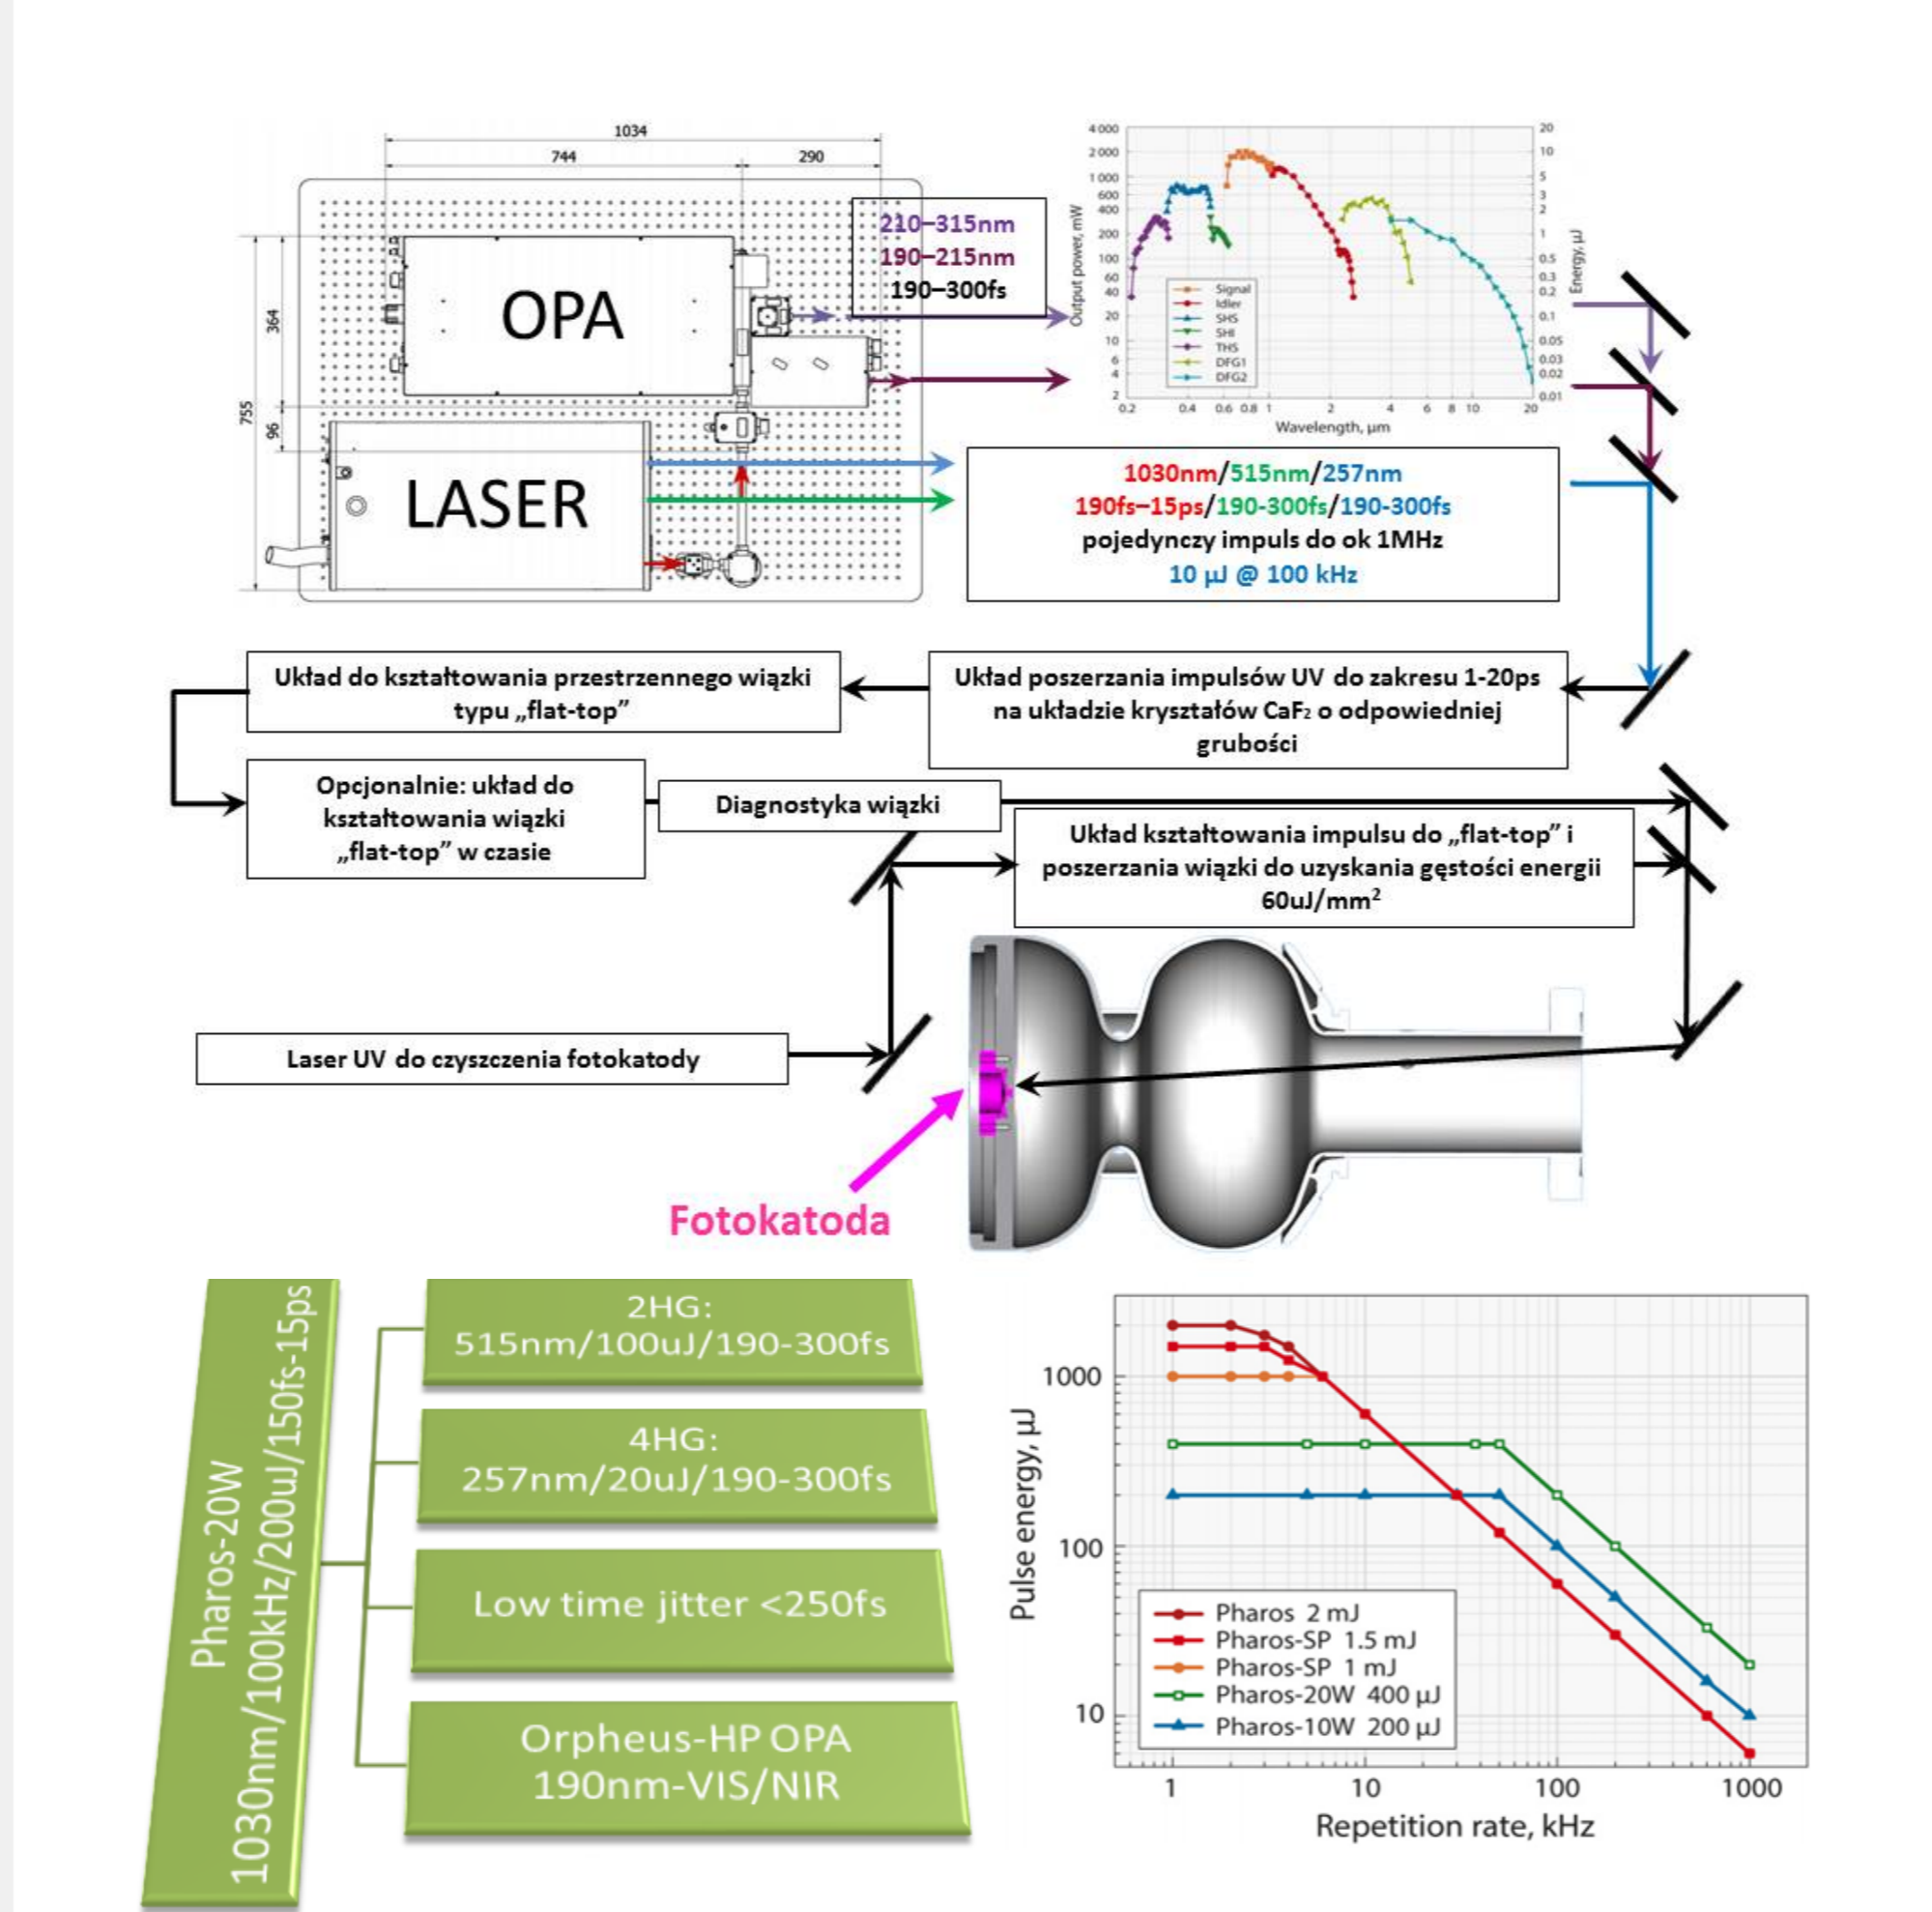 1034
744
290
364
755
96
OPA
LASER
210–315nm
190–215nm
190–300fs
4 000
2 000
1 000
600
400
200
100
60
40
20
10
6
4
2
Output power, mW
20
10
5
3
2
1
0.5
0.3
0.2
0.1
0.05
0.03
0.02
0.01
Energy, µJ
Signal
Idler
SHS
SHI
THS
DFG1
DFG2
0.2 0.4 0.6 0.8 1 2 4 6 8 10 20
Wavelength, µm
1030nm/515nm/257nm
190fs–15ps/190-300fs/190-300fs
pojedynczy impuls do ok 1MHz
10 µJ @ 100 kHz
Układ do kształtowania przestrzennego wiązki
typu „flat-top”
Układ poszerzania impulsów UV do zakresu 1-20ps
na układzie kryształów CaF₂ o odpowiedniej
grubości
Opcjonalnie: układ do
kształtowania wiązki
„flat-top” w czasie
Diagnostyka wiązki
Układ kształtowania impulsu do „flat-top” i
poszerzania wiązki do uzyskania gęstości energii
60uJ/mm²
Laser UV do czyszczenia fotokatody
Fotokatoda
Pharos-20W
1030nm/100kHz/200uJ/150fs-15ps
2HG:
515nm/100uJ/190-300fs
4HG:
257nm/20uJ/190-300fs
Low time jitter <250fs
Orpheus-HP OPA
190nm-VIS/NIR
1000
100
10
Pulse energy, µJ
Pharos 2 mJ
Pharos-SP 1.5 mJ
Pharos-SP 1 mJ
Pharos-20W 400 µJ
Pharos-10W 200 µJ
1 10 100 1000
Repetition rate, kHz